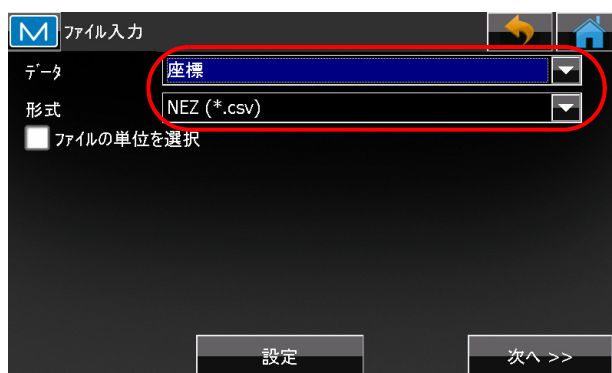 M ファイル入力
データ 座標
形式 NEZ (*.csv)
ファイルの単位を選択
設定 次へ >>